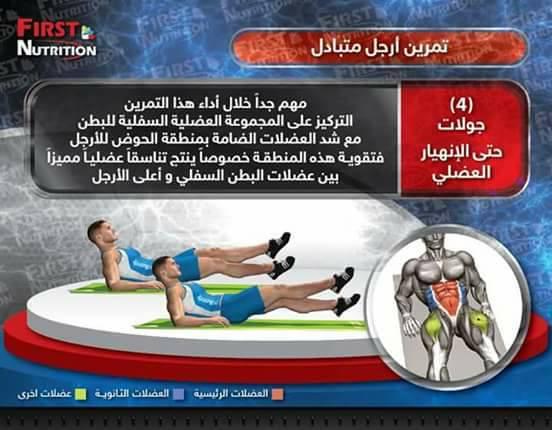 FIRST
NUTRITION
تمرين ارجل متبادل
(4)
جولات
حتى الإنهيار
العضلي
مهم جداً خلال أداء هذا التمرين
التركيز على المجموعة العضلية السفلية للبطن
مع شد العضلات الضامة بمنطقة الحوض للأرجل
فتقوية هذه المنطقة خصوصاً ينتج تناسقاً عضلياً مميزاً
بين عضلات البطن السفلي و أعلى الأرجل
العضلات الرئيسية
العضلات الثانوية
عضلات اخرى